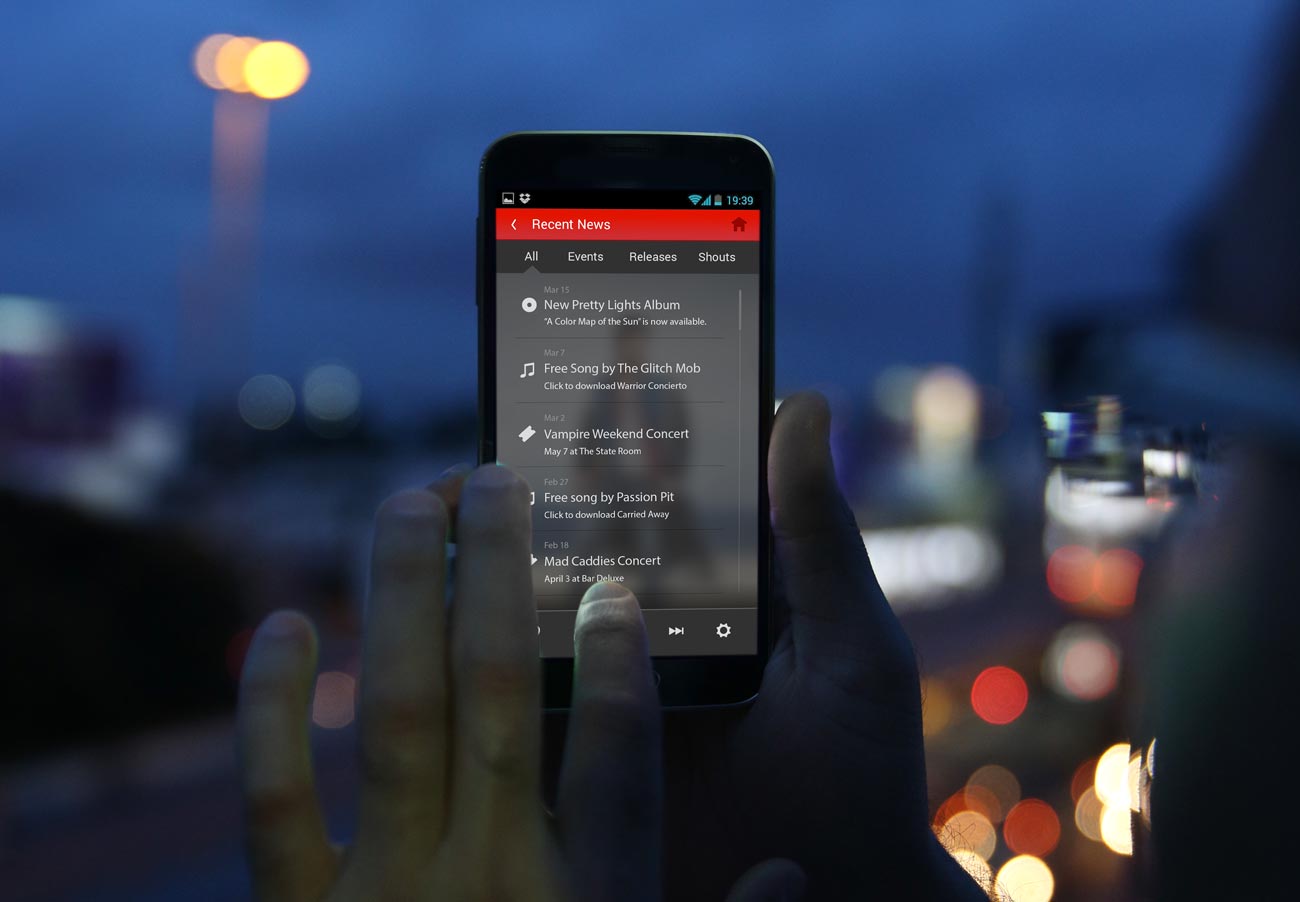 19:39
Recent News
All Events Releases Shouts
Mar 15
New Pretty Lights Album
“A Color Map of the Sun” is now available.
Mar 7
Free Song by The Glitch Mob
Click to download Warrior Concierto
Mar 2
Vampire Weekend Concert
May 7 at The State Room
Feb 27
Free song by Passion Pit
Click to download Carried Away
Feb 18
Mad Caddies Concert
April 3 at Bar Deluxe